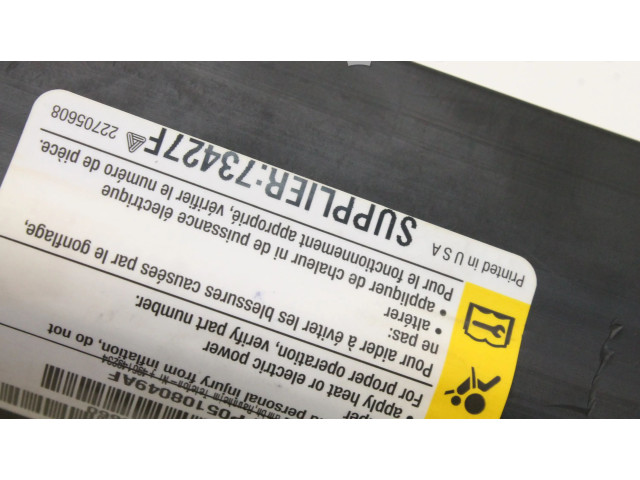 P05108049AF
personal injury from inflation, do not
• apply heat or electric power
For proper operation, verify part number.
Pour aider à éviter les blessures causées par le gonflage,
ne pas:
• altérer
• appliquer de chaleur ni de puissance électrique
Pour le fonctionnement approprié, vérifier le numéro de pièce.
SUPPLIER:73427F
Printed in U S A 22705608